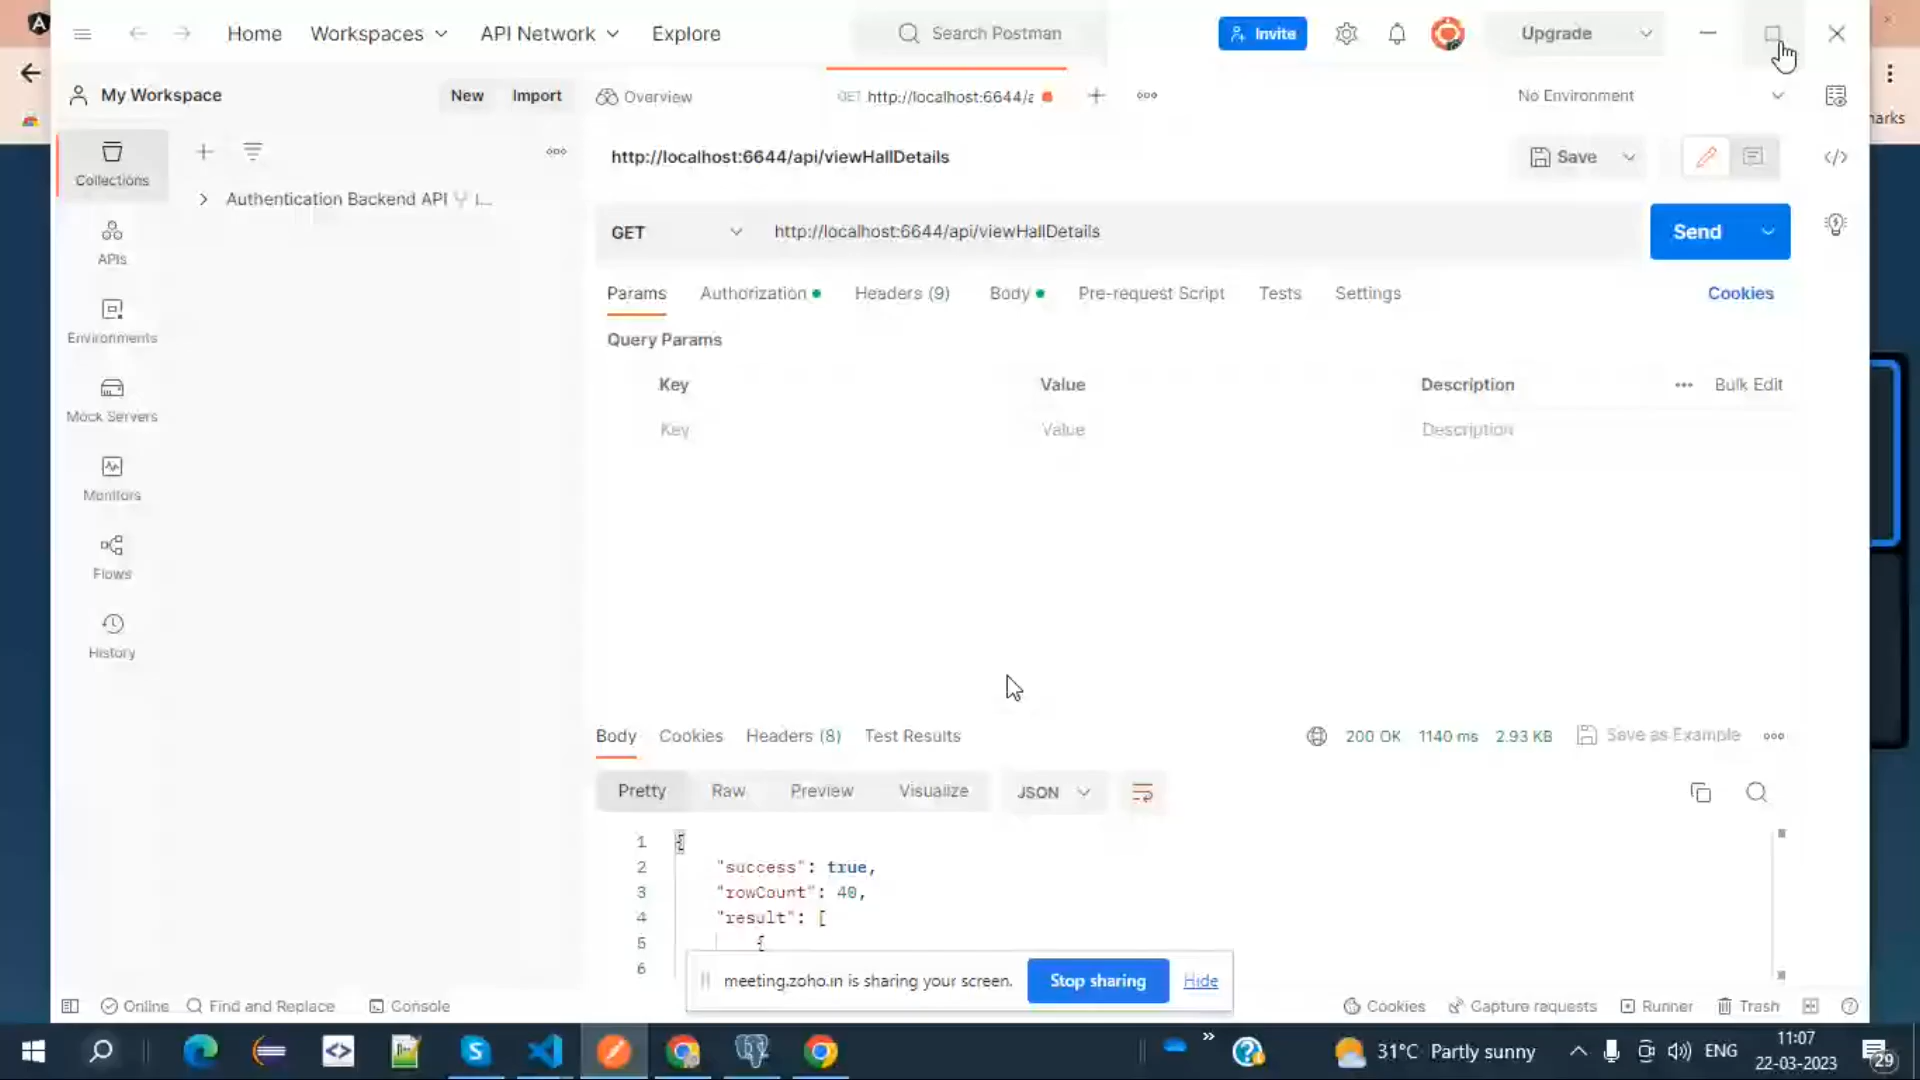 Home
Workspaces
API Network
Explore
Search Postman
Invite
Upgrade
My Workspace
New
Import
Overview
GET http://localhost:6644/a
No Environment
arks
Collections
Authentication Backend API
http://localhost:6644/api/viewHallDetails
Save
APIs
GET
http://localhost:6644/api/viewHallDetails
Send
Params
Authorization
Headers (9)
Body
Pre-request Script
Tests
Settings
Cookies
Environments
Query Params
Key
Value
Description
Bulk Edit
Mock Servers
Key
Value
Description
Monitors
Flows
History
Body
Cookies
Headers (8)
Test Results
200 OK
1140 ms
2.93 KB
Save as Example
Pretty
Raw
Preview
Visualize
JSON
1 {
2 "success": true,
3 "rowCount": 40,
4 "result": [
5 {
6
meeting.zoho.in is sharing your screen.
Stop sharing
Hide
Online
Find and Replace
Console
Cookies
Capture requests
Runner
Trash
31°C Partly sunny
ENG
11:07
22-03-2023
29